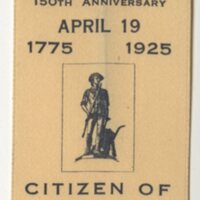 150TH ANNIVERSARY
APRIL 19
1775 1925
CITIZEN OF